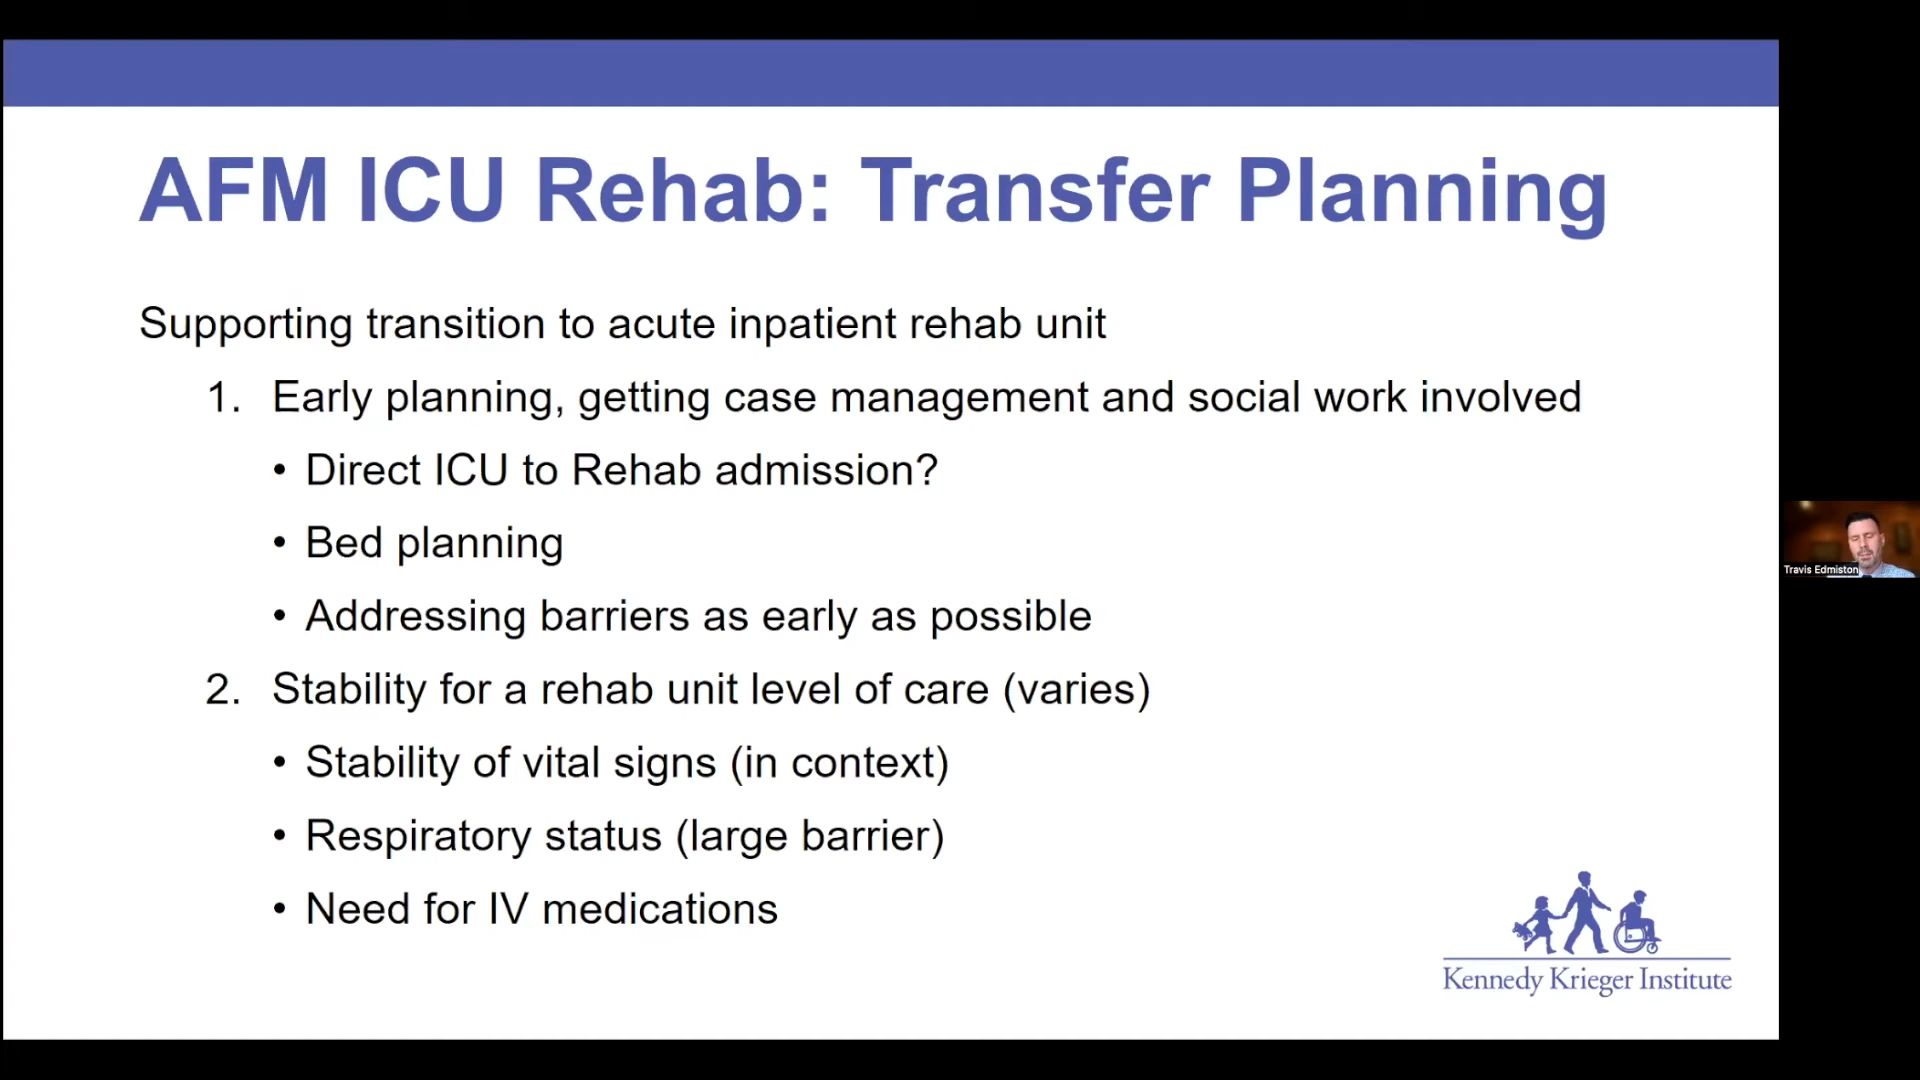 AFM ICU Rehab: Transfer Planning
Supporting transition to acute inpatient rehab unit
1. Early planning, getting case management and social work involved
• Direct ICU to Rehab admission?
• Bed planning
• Addressing barriers as early as possible
2. Stability for a rehab unit level of care (varies)
• Stability of vital signs (in context)
• Respiratory status (large barrier)
• Need for IV medications
Kennedy Krieger Institute
Travis Edmiston